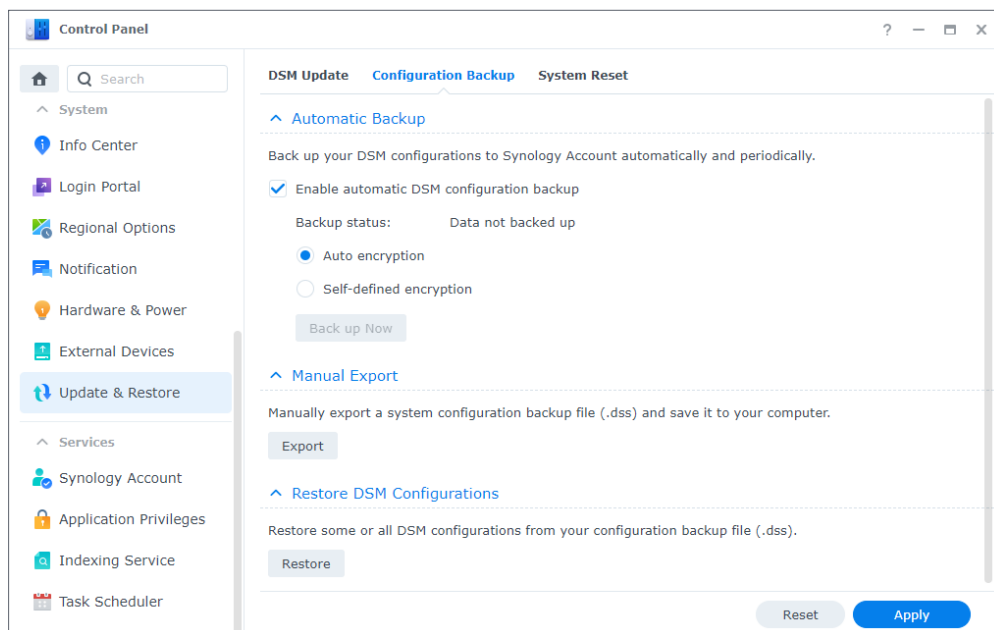 Control Panel
?
Search
System
Info Center
Login Portal
Regional Options
Notification
Hardware & Power
External Devices
Update & Restore
Services
Synology Account
Application Privileges
Indexing Service
Task Scheduler
DSM Update Configuration Backup System Reset
Automatic Backup
Back up your DSM configurations to Synology Account automatically and periodically.
Enable automatic DSM configuration backup
Backup status: Data not backed up
Auto encryption
Self-defined encryption
Back up Now
Manual Export
Manually export a system configuration backup file (.dss) and save it to your computer.
Export
Restore DSM Configurations
Restore some or all DSM configurations from your configuration backup file (.dss).
Restore
Reset Apply